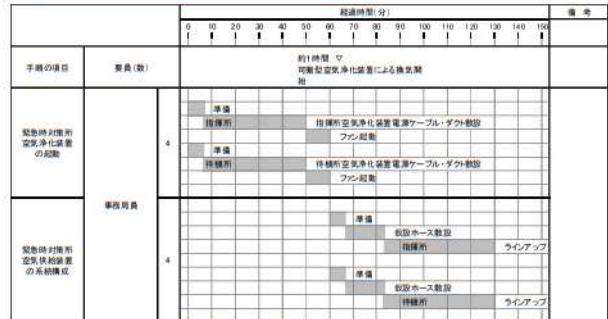 経過時間(分)
備 考
0 10 20 30 40 50 60 70 80 90 100 110 120 130 140 150
手順の項目
要員(数)
約1時間 ▽
可搬型空気浄化装置による換気開
始
緊急時対策所
空気浄化装置
の起動
事務局員
4
準備
指揮所
指揮所空気浄化装置電源ケーブル・ダクト敷設
ファン起動
準備
待機所
待機所空気浄化装置電源ケーブル・ダクト敷設
ファン起動
緊急時対策所
空気供給装置
の系統構成
4
準備
仮設ホース敷設
指揮所
ラインアップ
準備
仮設ホース敷設
待機所
ラインアップ